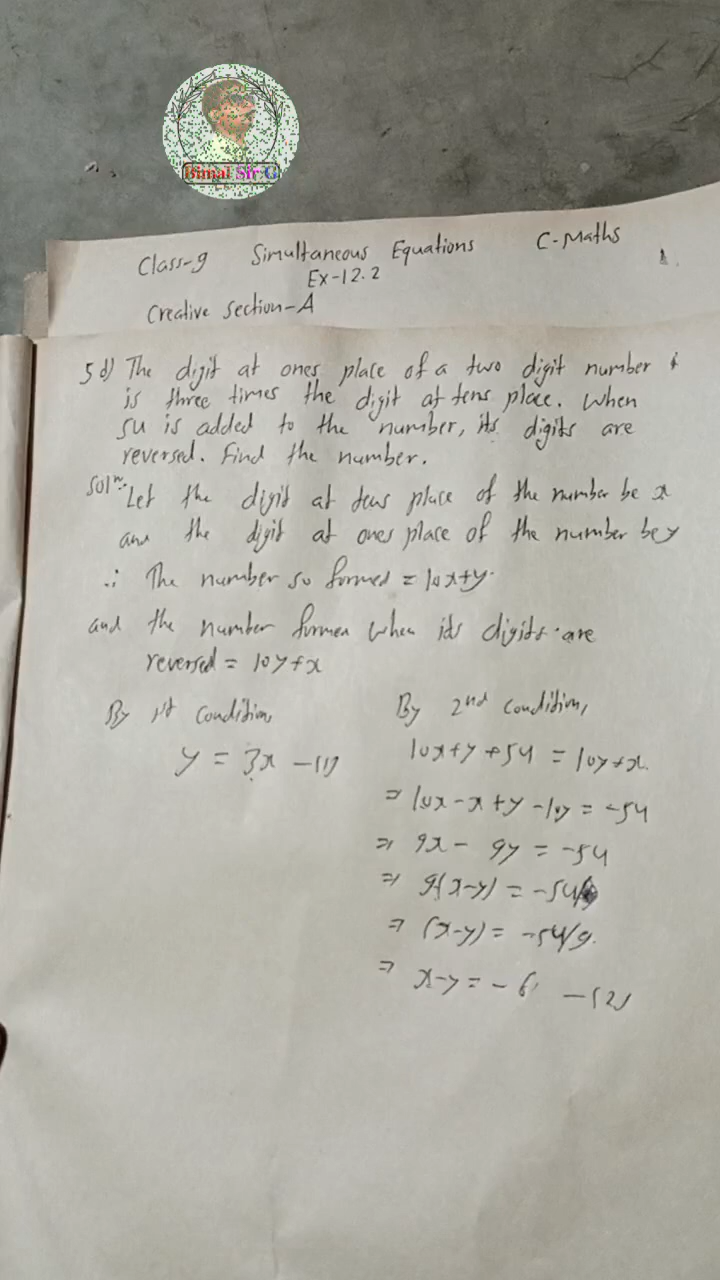 Bimal Sir G
Class-9 Simultaneous Equations C-Maths
Ex-12.2
Creative Section-A
5 d) The digit at ones place of a two digit number
is three times the digit at tens place. When
54 is added to the number, its digits are
reversed. Find the number.
Solⁿ: Let the digit at tens place of the number be x
and the digit at ones place of the number be y
∴ The number so formed = 10x+y.
and the number formed when its digits are
reversed = 10y+x
By 1st condition,
y = 3x –(1)
By 2nd condition,
10x+y+54 = 10y+x.
⇒ 10x-x+y-10y = -54
⇒ 9x - 9y = -54
⇒ 9(x-y) = -54
⇒ (x-y) = -54/9.
⇒ x-y = -6, –(2)